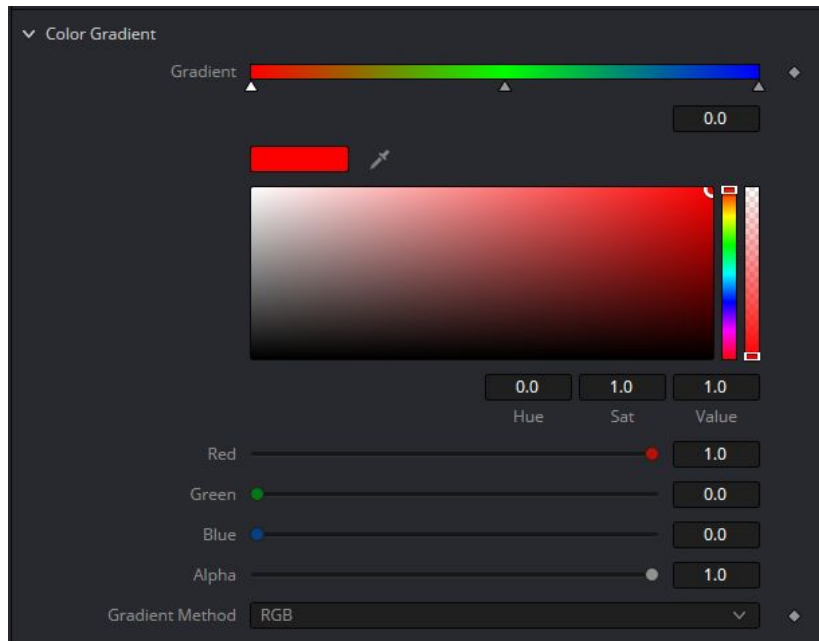 Color Gradient
Gradient
0.0
0.0 1.0 1.0
Hue Sat Value
Red 1.0
Green 0.0
Blue 0.0
Alpha 1.0
Gradient Method RGB